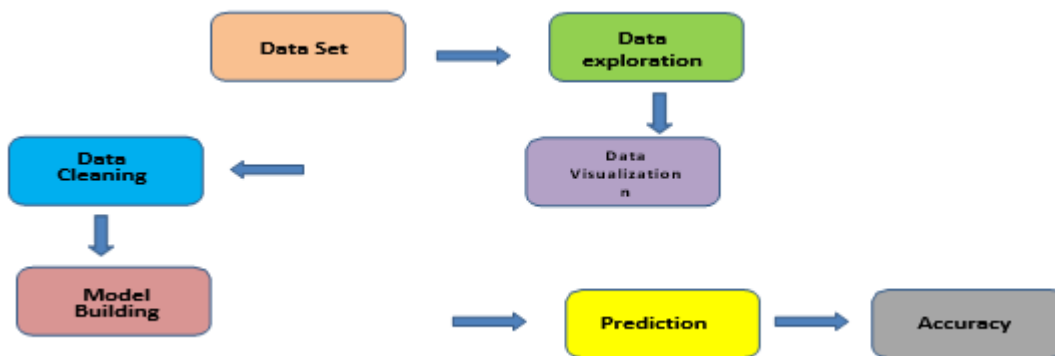 Data Set
Data
exploration
Data
Visualization
n
Data
Cleaning
Model
Building
Prediction
Accuracy